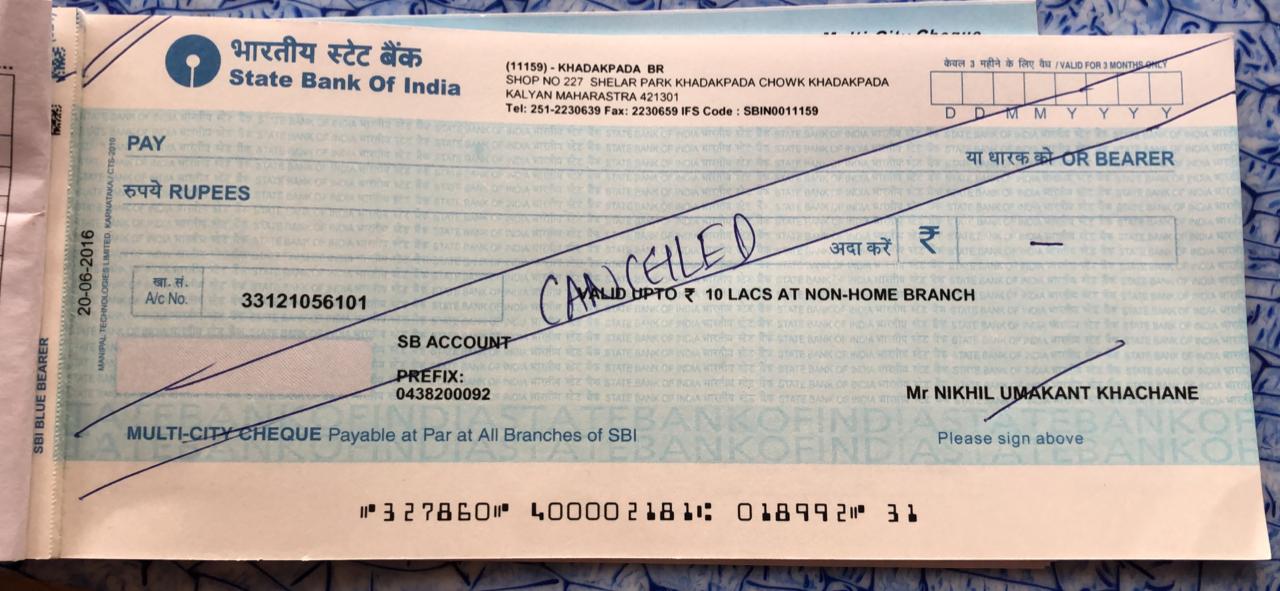 Multi-City Cheque
भारतीय स्टेट बैंक
State Bank Of India
(11159) - KHADAKPADA BR
SHOP NO 227 SHELAR PARK KHADAKPADA CHOWK KHADAKPADA
KALYAN MAHARASTRA 421301
Tel: 251-2230639 Fax: 2230659 IFS Code : SBIN0011159
केवल 3 महीने के लिए वैध / VALID FOR 3 MONTHS ONLY
D D M M Y Y Y Y
PAY
या धारक को OR BEARER
रुपये RUPEES
अदा करें ₹ —
CANCELLED
खा. सं.
A/c No. 33121056101
VALID UPTO ₹ 10 LACS AT NON-HOME BRANCH
SB ACCOUNT
PREFIX:
0438200092
Mr NIKHIL UMAKANT KHACHANE
MULTI-CITY CHEQUE Payable at Par at All Branches of SBI
Please sign above
⑈327860⑈ 400002181⑆ 018992⑈ 31
20-06-2016
MANIPAL TECHNOLOGIES LIMITED, KARNATAKA/CTS-2010
SBI BLUE BEARER
STATEBANKOFINDIASTATEBANKOFINDIASTATEBANKOF